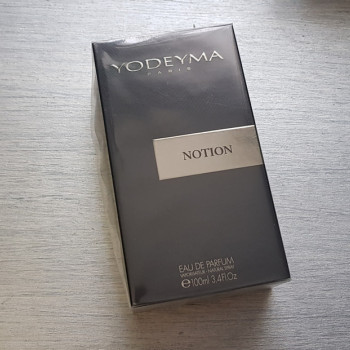 YODEYMA
PARIS
NOTION
EAU DE PARFUM
VAPORISATEUR - NATURAL SPRAY
℮100ml 3.4fl.Oz